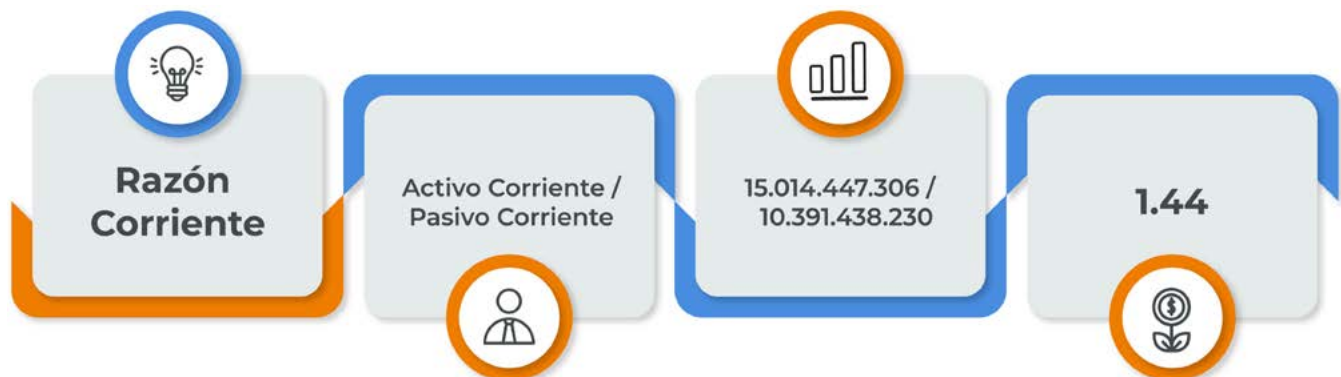 Razón
Corriente
Activo Corriente /
Pasivo Corriente
15.014.447.306 /
10.391.438.230
1.44
$